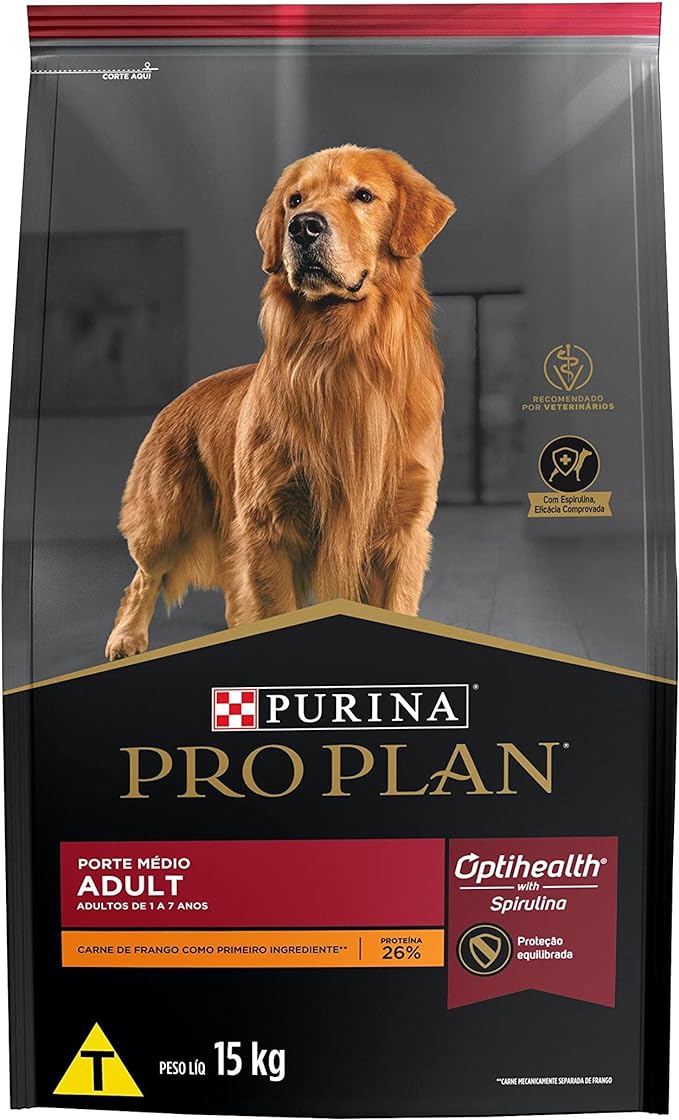 CORTE AQUI
RECOMENDADO
POR VETERINÁRIOS
Com Espirulina,
Eficácia Comprovada
PURINA®
PRO PLAN®
PORTE MÉDIO
ADULT
ADULTOS DE 1 A 7 ANOS
CARNE DE FRANGO COMO PRIMEIRO INGREDIENTE**
PROTEÍNA
26%
Optihealth®
with
Spirulina
Proteção
equilibrada
T
PESO LÍQ 15 kg
**CARNE MECANICAMENTE SEPARADA DE FRANGO